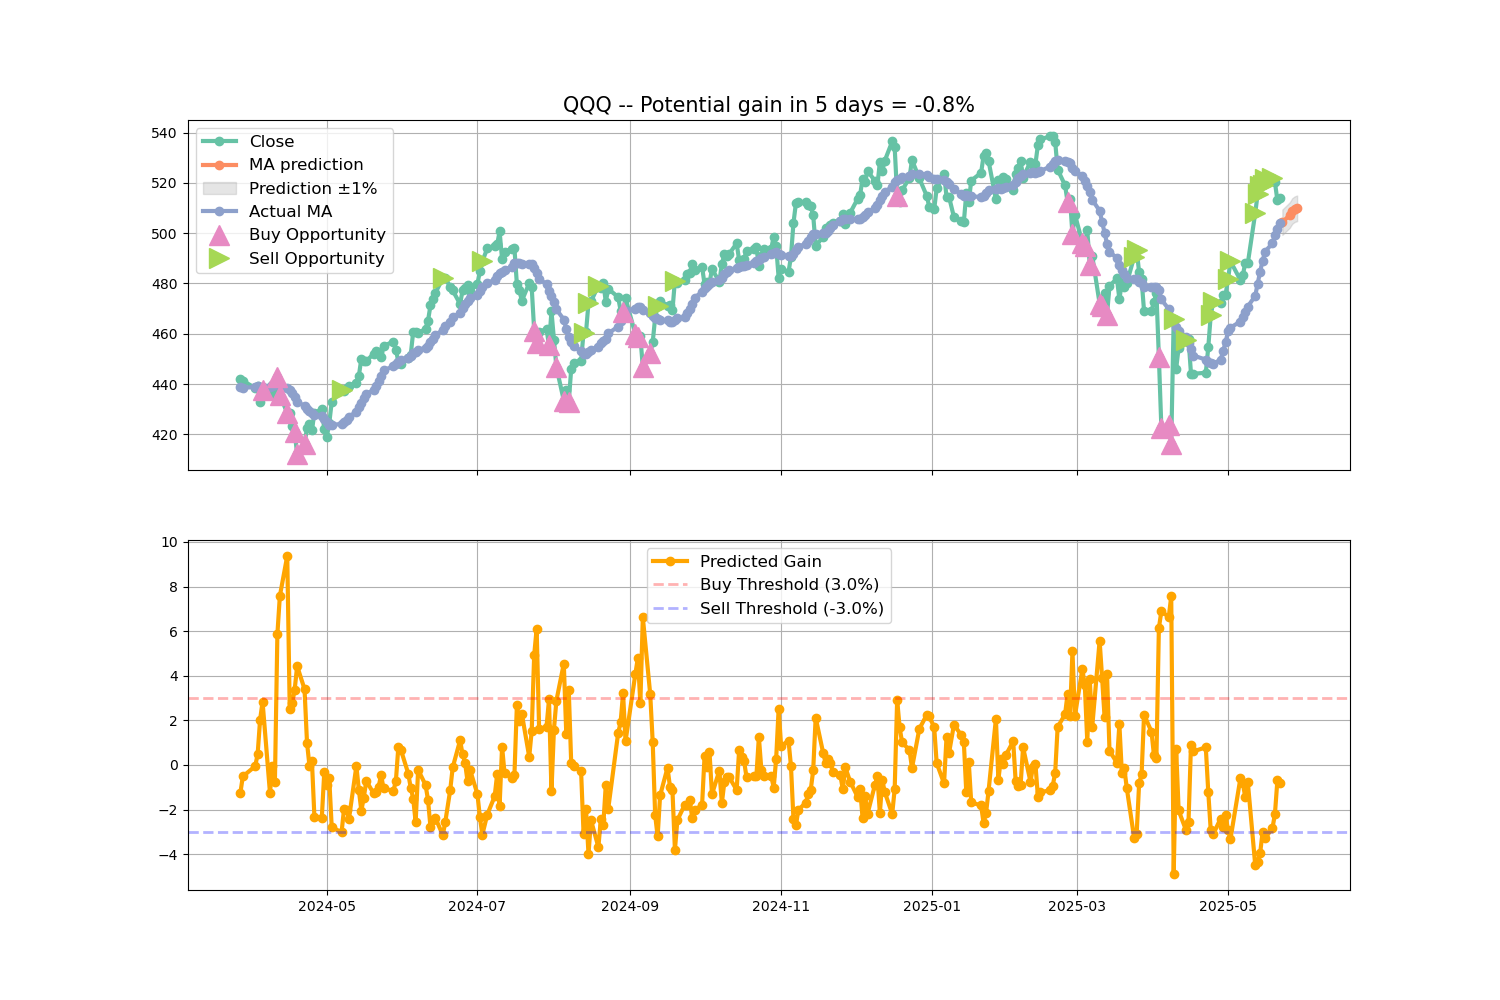 QQQ -- Potential gain in 5 days = -0.8%
540
520
500
480
460
440
420
Close
MA prediction
Prediction ±1%
Actual MA
Buy Opportunity
Sell Opportunity
10
8
6
4
2
0
−2
−4
Predicted Gain
Buy Threshold (3.0%)
Sell Threshold (-3.0%)
2024-05 2024-07 2024-09 2024-11 2025-01 2025-03 2025-05